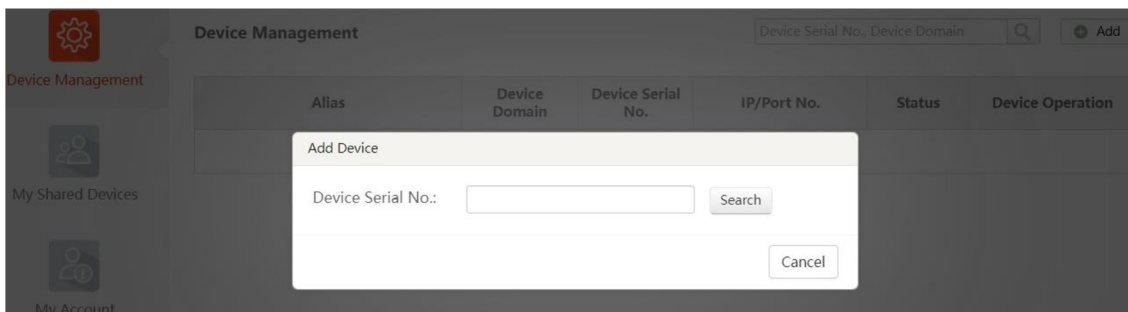 Device Management
Device Serial No., Device Domain
Add
Device Management
Alias
Device Domain
Device Serial No.
IP/Port No.
Status
Device Operation
Add Device
My Shared Devices
Device Serial No.:
Search
Cancel
My Account